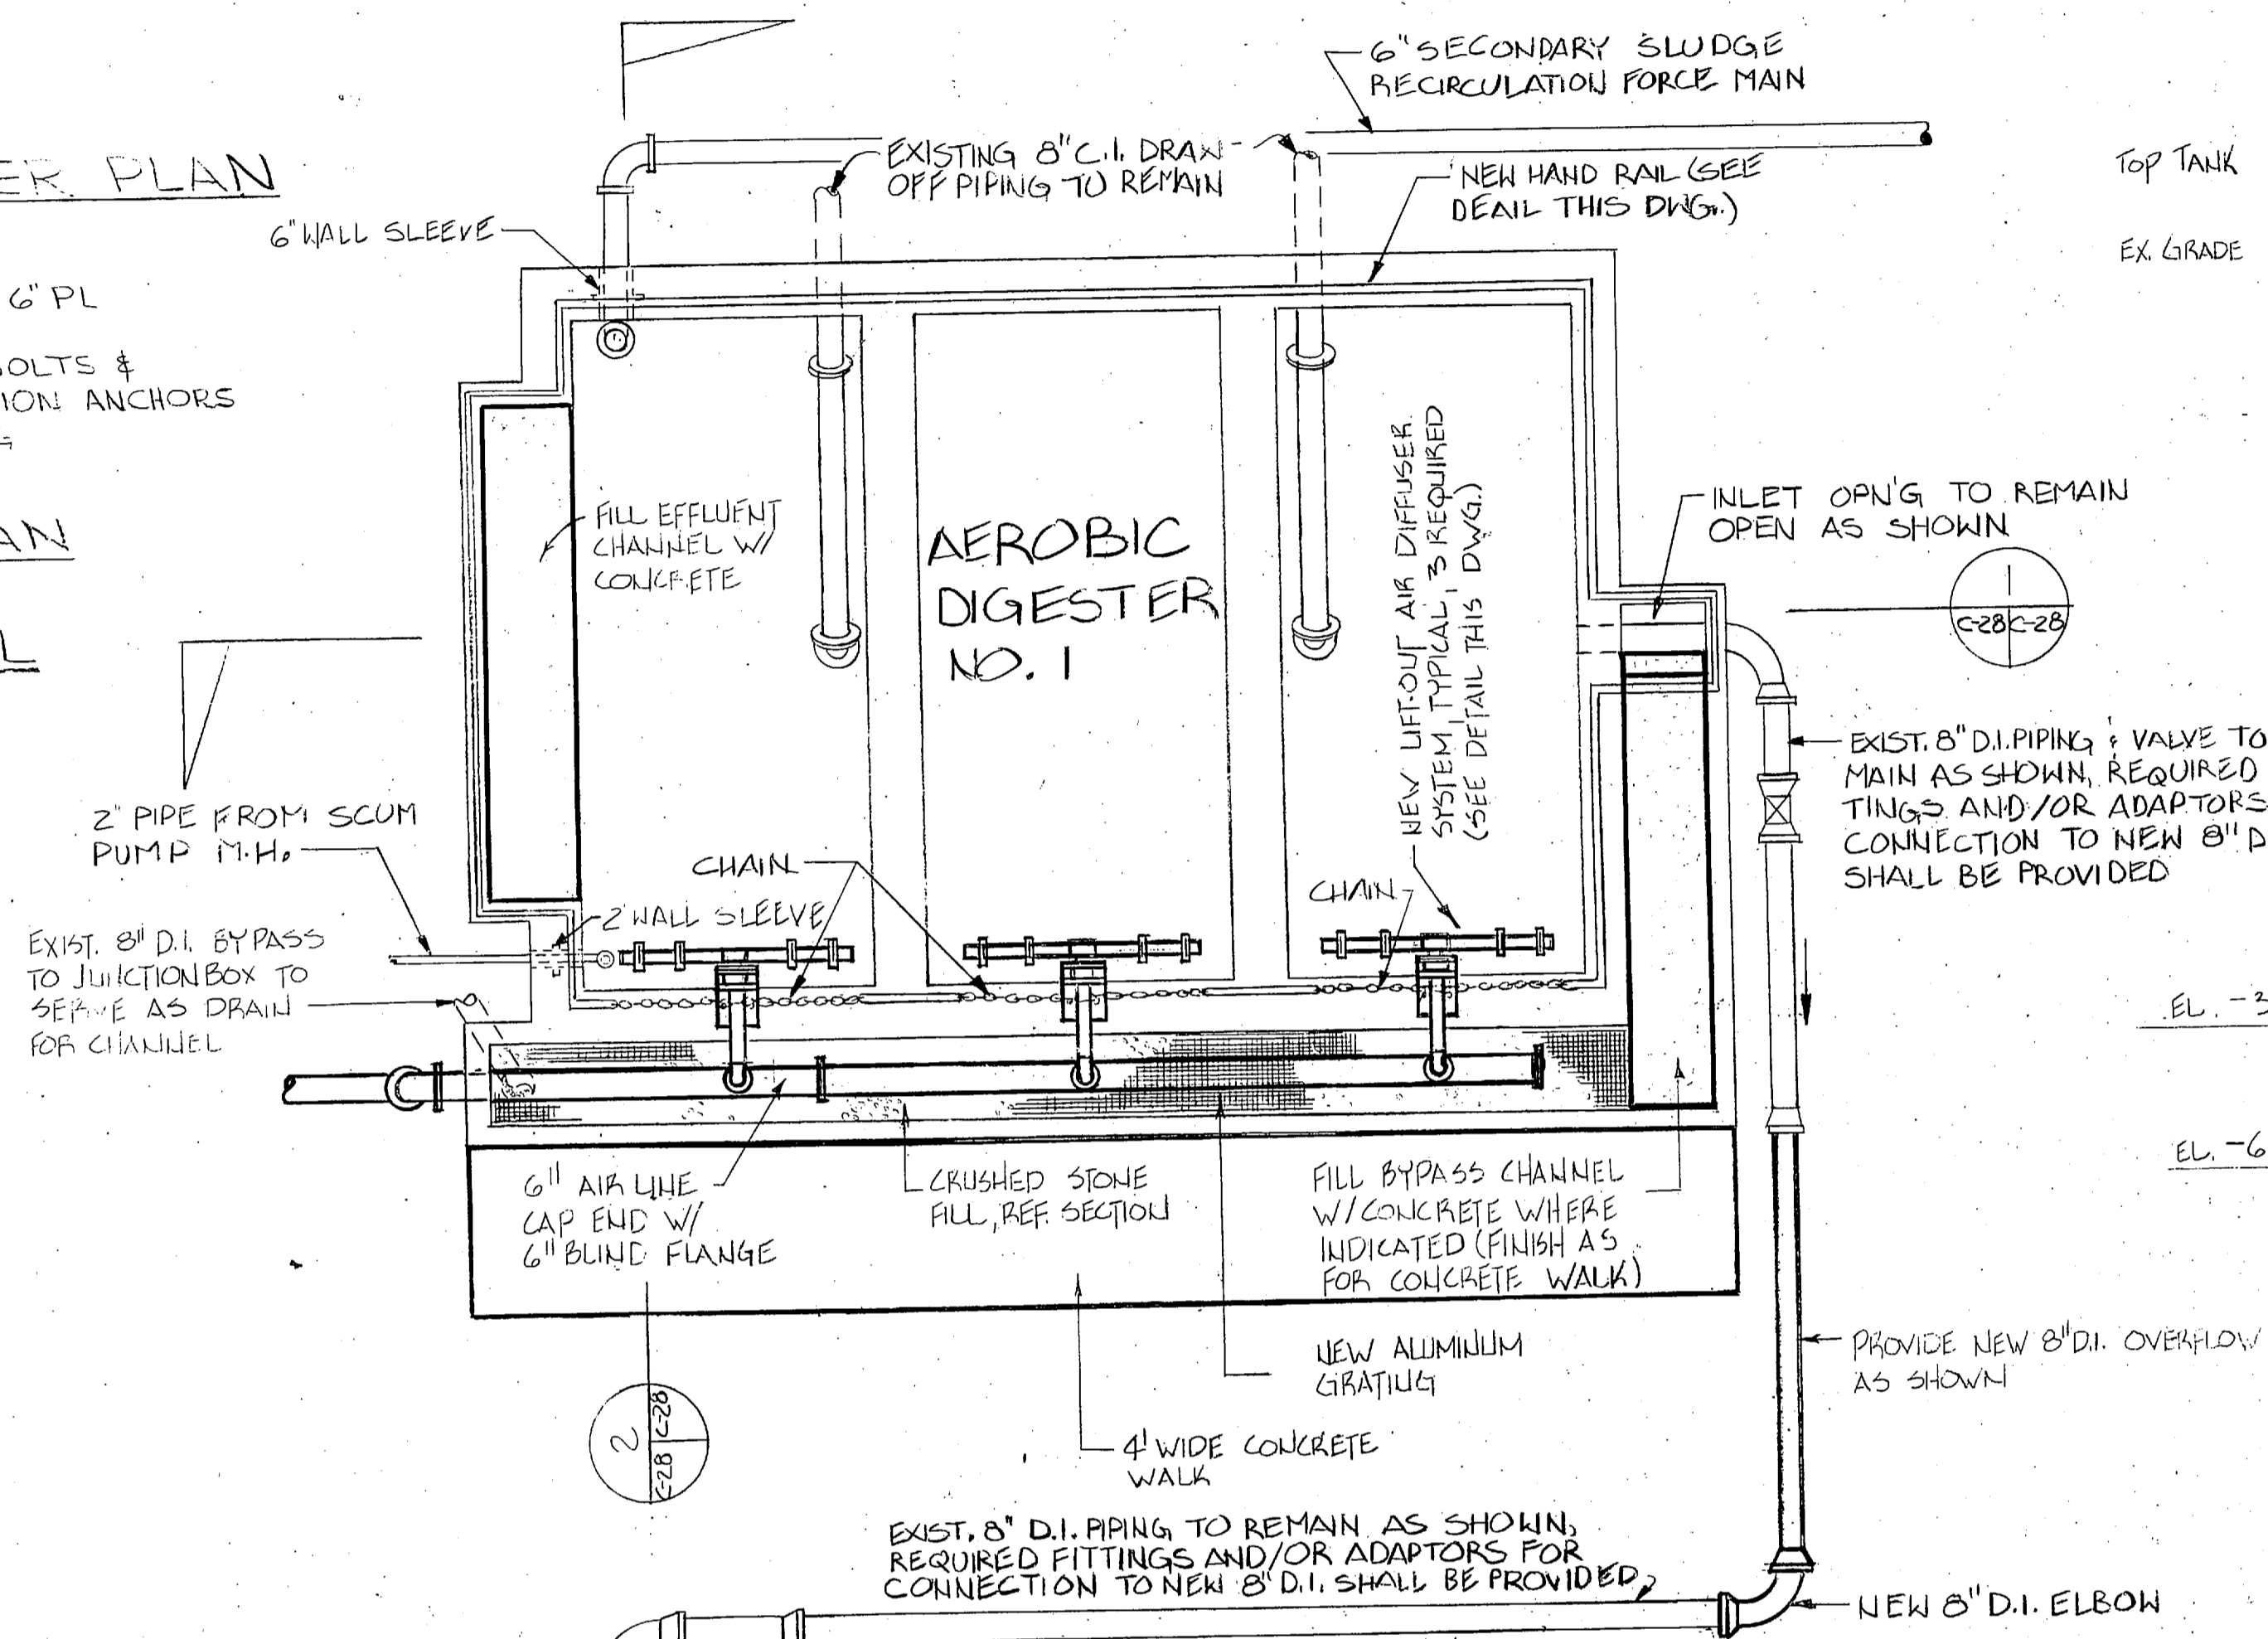 6" SECONDARY SLUDGE
RECIRCULATION FORCE MAIN
EXISTING 8" C.I. DRAW-
OFF PIPING TO REMAIN
NEW HAND RAIL (SEE
DEAIL THIS DWG.)
TOP TANK
EX. GRADE
PLAN
6" WALL SLEEVE
6" PL
OLTS &
ION ANCHORS
G
AN
L
FILL EFFLUENT
CHANNEL W/
CONCRETE
AEROBIC
DIGESTER
NO. 1
NEW LIFT-OUT AIR DIFFUSER
SYSTEM, TYPICAL, 3 REQUIRED
(SEE DETAIL THIS DWG.)
INLET OPN'G TO REMAIN
OPEN AS SHOWN
1
C-28 C-28
EXIST. 8" D.I. PIPING & VALVE TO
MAIN AS SHOWN, REQUIRED
TINGS AND/OR ADAPTORS
CONNECTION TO NEW 8" D
SHALL BE PROVIDED
2" PIPE FROM SCUM
PUMP M.H.
CHAIN
CHAIN
2" WALL SLEEVE
EXIST. 8" D.I. BYPASS
TO JUNCTION BOX TO
SERVE AS DRAIN
FOR CHANNEL
EL. -3
EL. -6
6" AIR LINE
CAP END W/
6" BLIND FLANGE
CRUSHED STONE
FILL, REF. SECTION
FILL BYPASS CHANNEL
W/CONCRETE WHERE
INDICATED (FINISH AS
FOR CONCRETE WALK)
NEW ALUMINUM
GRATING
4' WIDE CONCRETE
WALK
PROVIDE NEW 8" D.I. OVERFLOW
AS SHOWN
2
C-28 C-28
EXIST. 8" D.I. PIPING TO REMAIN AS SHOWN,
REQUIRED FITTINGS AND/OR ADAPTORS FOR
CONNECTION TO NEW 8" D.I. SHALL BE PROVIDED
NEW 8" D.I. ELBOW